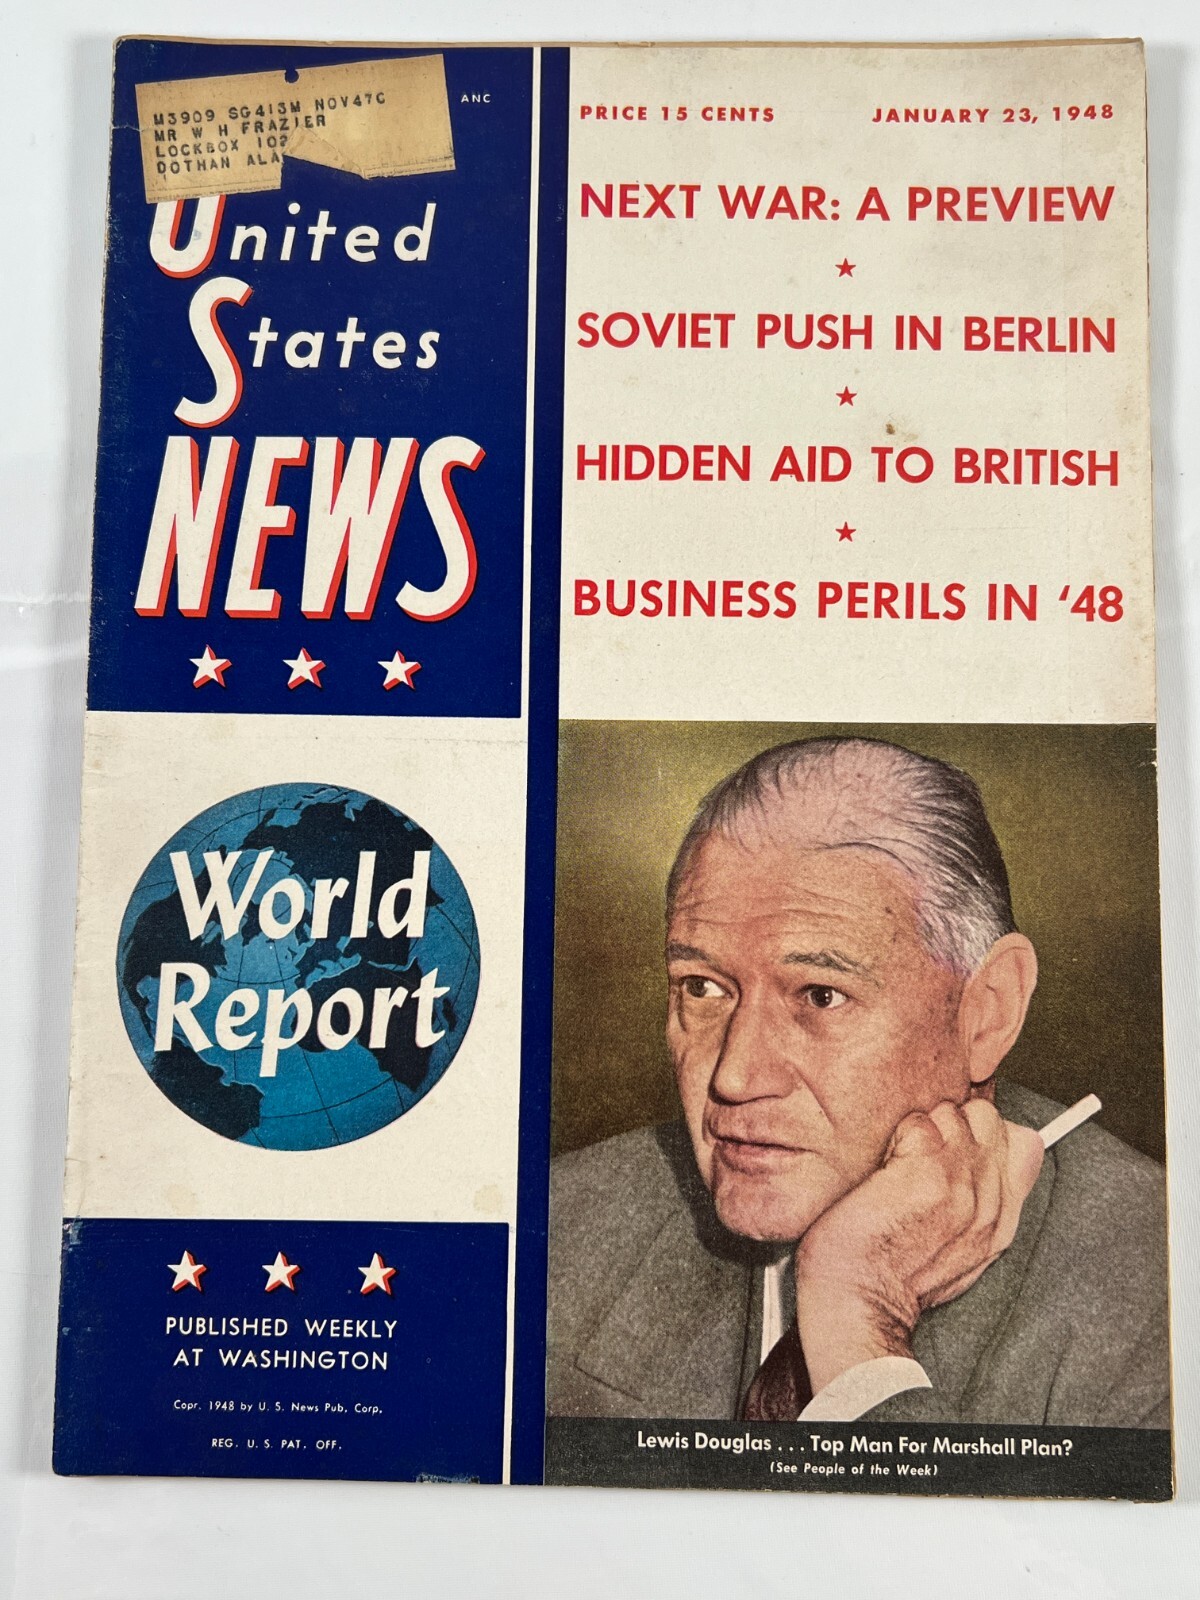 M3909 SG413M NOV47C
MR W H FRAZIER
LOCKBOX 102
DOTHAN ALA
ANC
United
States
NEWS
World
Report
PUBLISHED WEEKLY
AT WASHINGTON
Copr. 1948 by U. S. News Pub. Corp.
REG. U. S. PAT. OFF.
PRICE 15 CENTS JANUARY 23, 1948
NEXT WAR: A PREVIEW
SOVIET PUSH IN BERLIN
HIDDEN AID TO BRITISH
BUSINESS PERILS IN '48
Lewis Douglas . . . Top Man For Marshall Plan?
(See People of the Week)